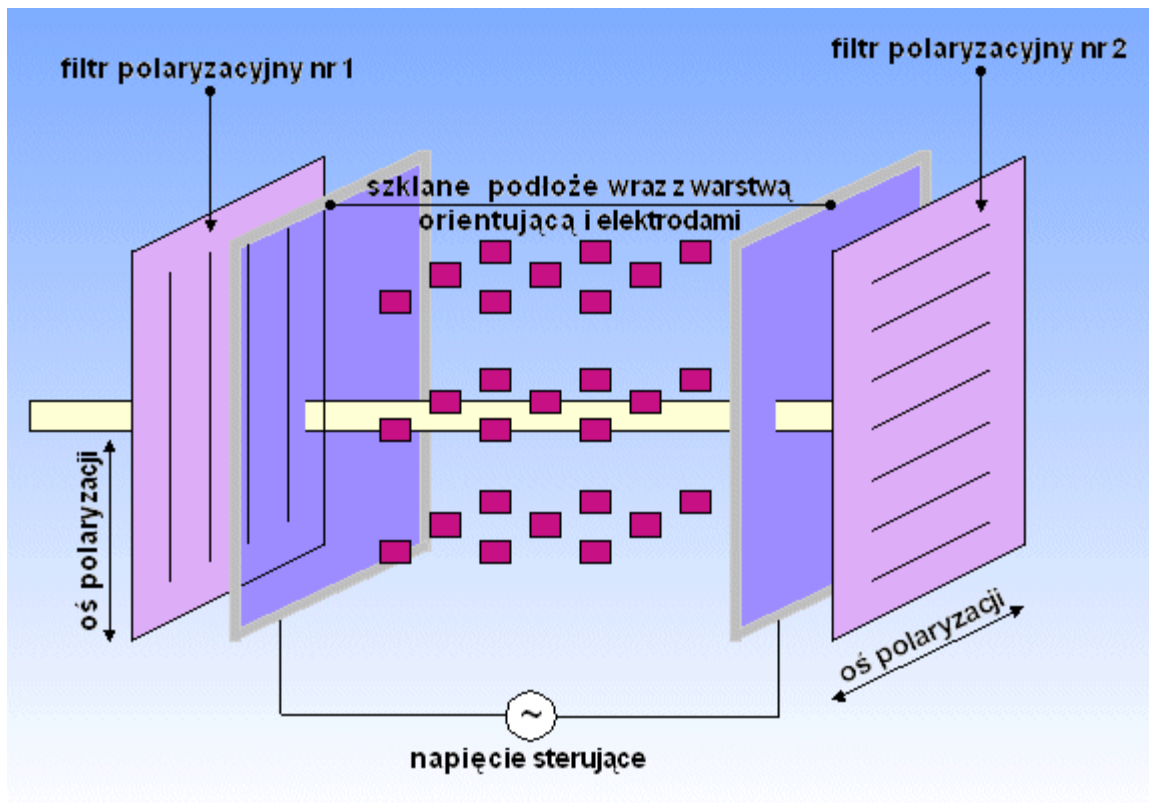 filtr polaryzacyjny nr 1
filtr polaryzacyjny nr 2
szklane podłoże wraz z warstwą
orientującą i elektrodami
oś polaryzacji
oś polaryzacji
~
napięcie sterujące